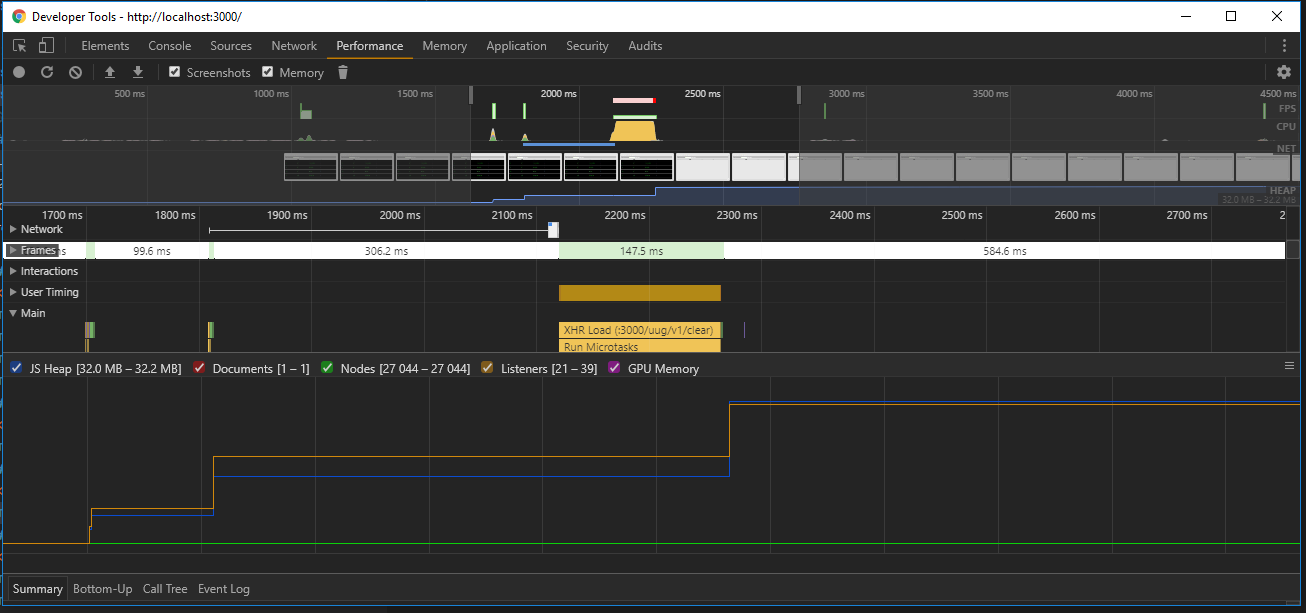 Developer Tools - http://localhost:3000/
Elements Console Sources Network Performance Memory Application Security Audits
Screenshots Memory
500 ms 1000 ms 1500 ms 2000 ms 2500 ms 3000 ms 3500 ms 4000 ms 4500 ms
FPS
CPU
NET
HEAP
32.0 MB – 32.2 MB
1700 ms 1800 ms 1900 ms 2000 ms 2100 ms 2200 ms 2300 ms 2400 ms 2500 ms 2600 ms 2700 ms 2
Network
Frames 99.6 ms 306.2 ms 147.5 ms 584.6 ms
Interactions
User Timing
Main
XHR Load (:3000/uug/v1/clear)
Run Microtasks
JS Heap [32.0 MB – 32.2 MB] Documents [1 – 1] Nodes [27 044 – 27 044] Listeners [21 – 39] GPU Memory
Summary Bottom-Up Call Tree Event Log